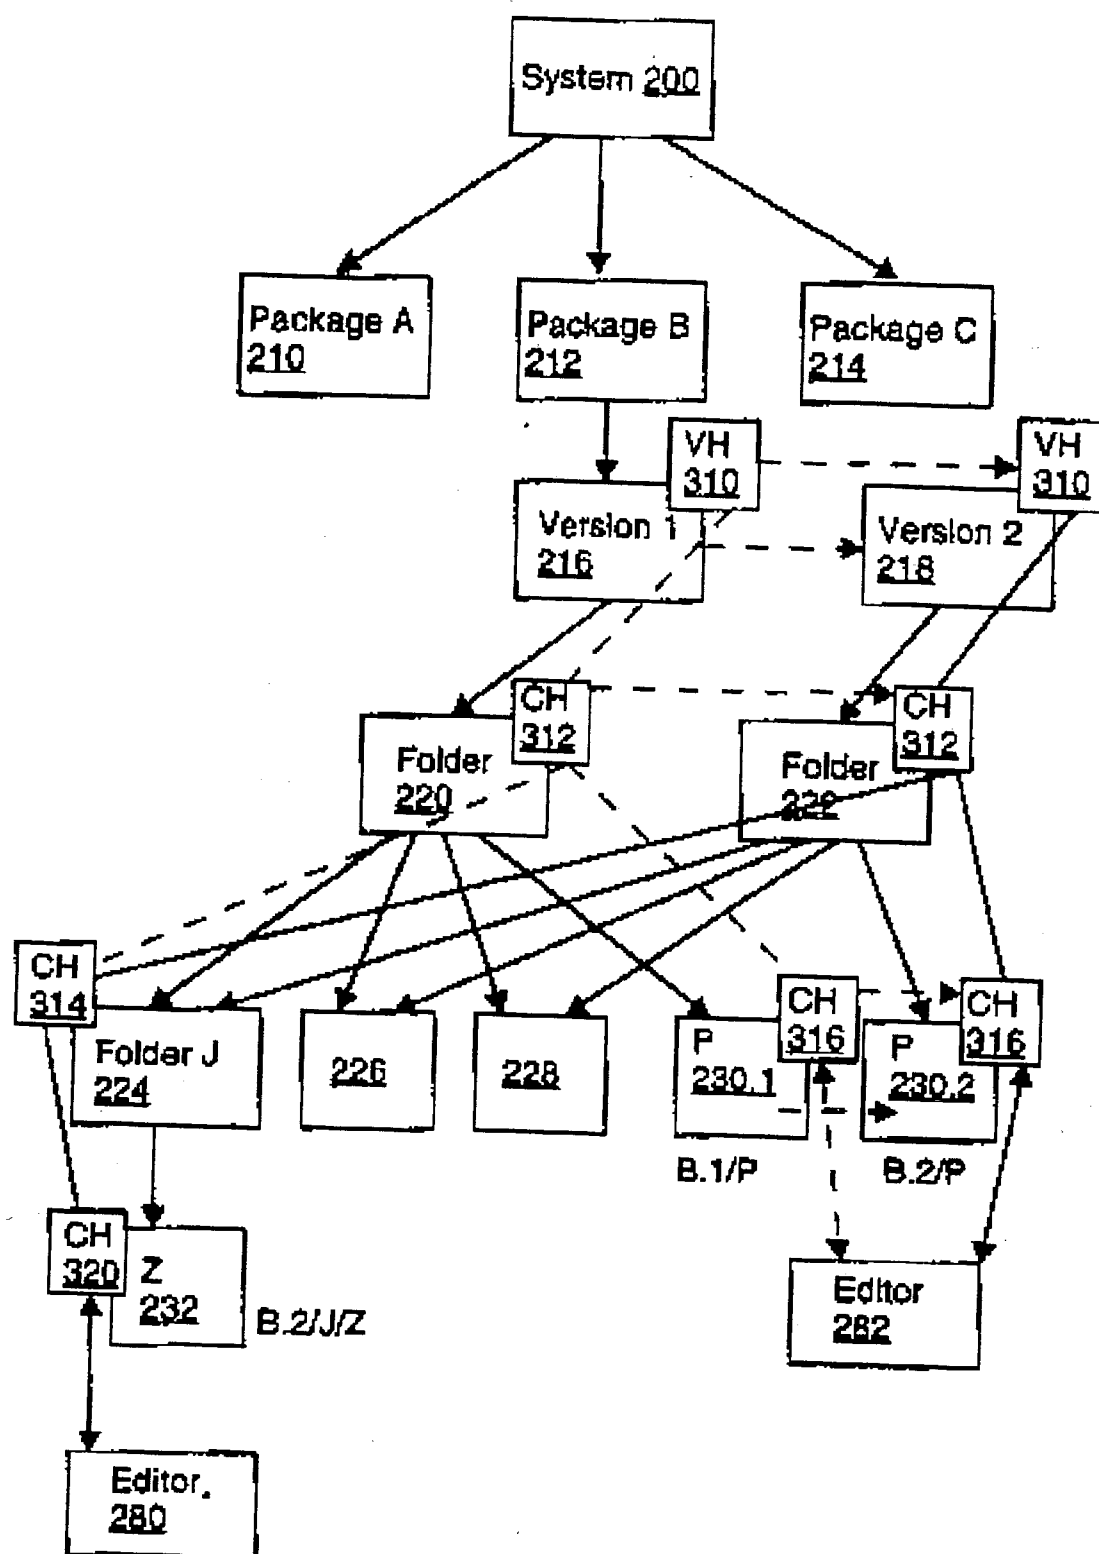 System 200
Package A
210
Package B
212
Package C
214
VH
310
VH
310
Version 1
216
Version 2
218
CH
312
CH
312
Folder
220
Folder
222
CH
314
CH
316
CH
316
Folder J
224
226
228
P
230.1
P
230.2
B.1/P
B.2/P
CH
320
Z
232
B.2/J/Z
Editor
282
Editor.
280